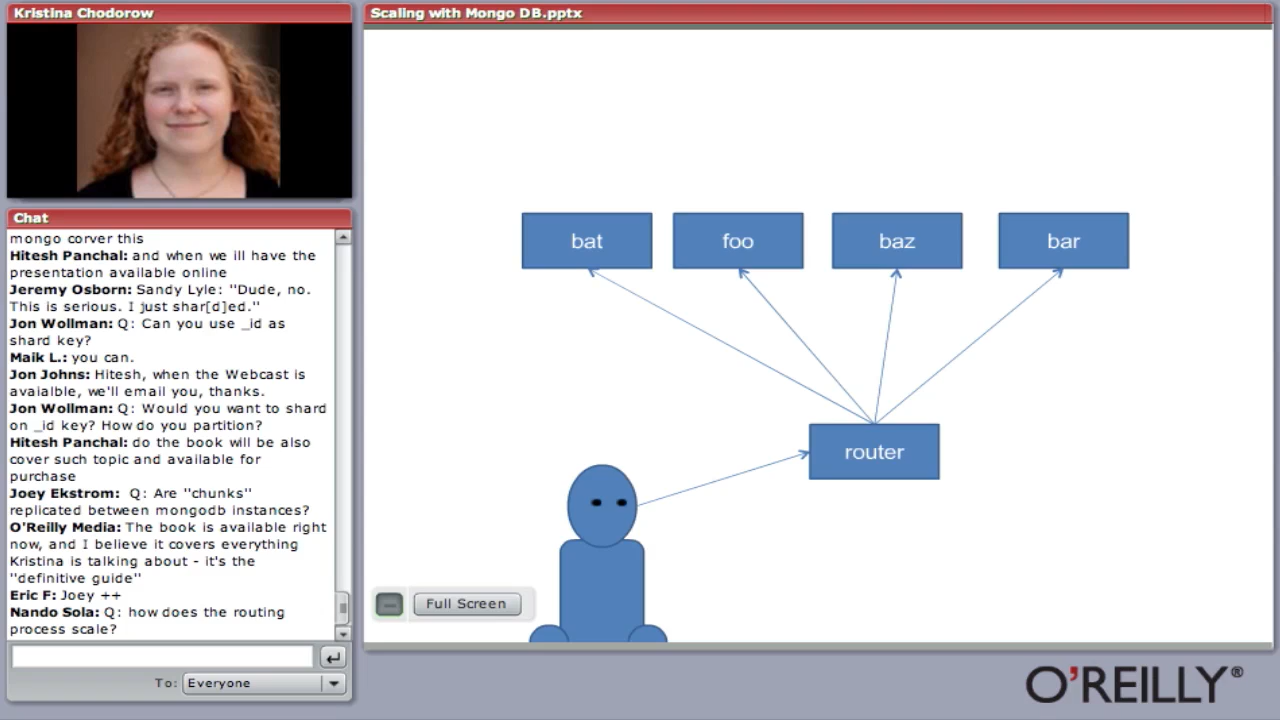 Kristina Chodorow
Scaling with Mongo DB.pptx
Chat
mongo corver this
Hitesh Panchal: and when we ill have the
presentation available online
Jeremy Osborn: Sandy Lyle: "Dude, no.
This is serious. I just shar[d]ed."
Jon Wollman: Q: Can you use _id as
shard key?
Maik L.: you can.
Jon Johns: Hitesh, when the Webcast is
avaialble, we'll email you, thanks.
Jon Wollman: Q: Would you want to shard
on _id key? How do you partition?
Hitesh Panchal: do the book will be also
cover such topic and available for
purchase
Joey Ekstrom: Q: Are "chunks"
replicated between mongodb instances?
O'Reilly Media: The book is available right
now, and I believe it covers everything
Kristina is talking about - it's the
"definitive guide"
Eric F: Joey ++
Nando Sola: Q: how does the routing
process scale?
To: Everyone
bat
foo
baz
bar
router
Full Screen
O'REILLY®